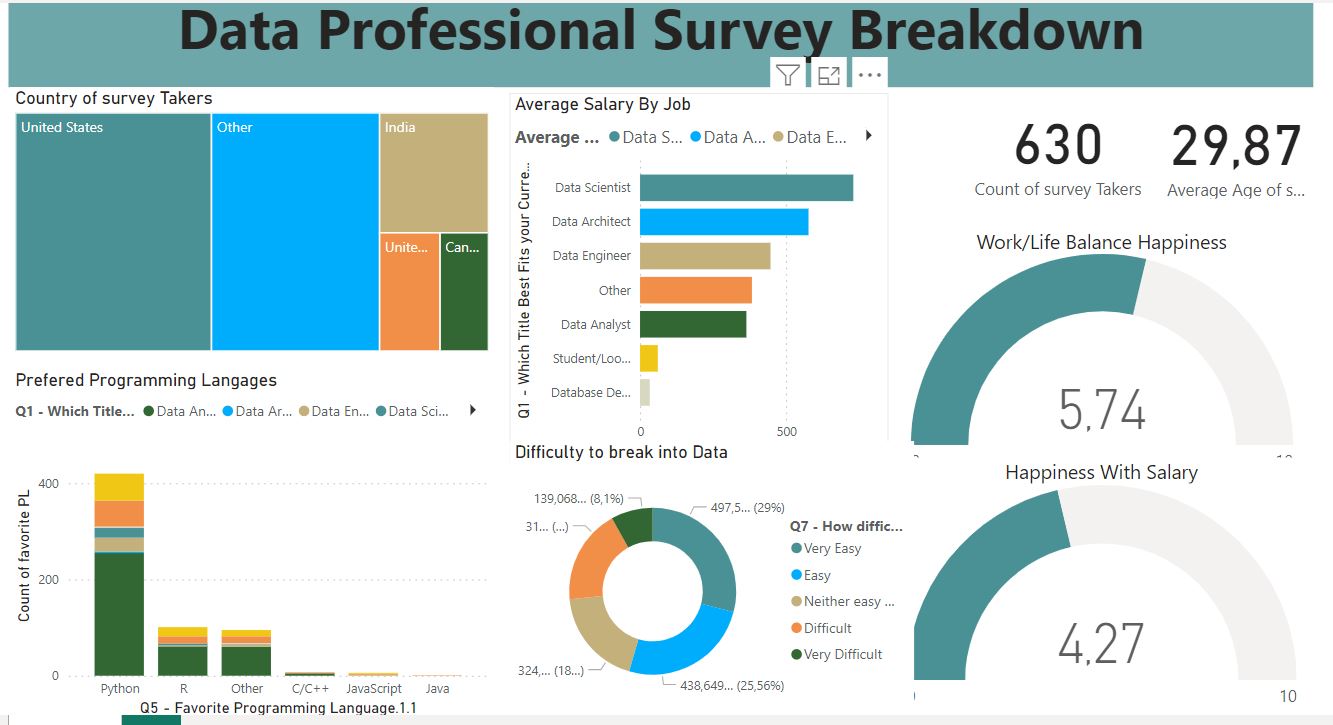 Data Professional Survey Breakdown
Country of survey Takers
United States
Other
India
Unite...
Can...
Average Salary By Job
Average ... Data S... Data A... Data E...
Q1 - Which Title Best Fits your Curre...
Data Scientist
Data Architect
Data Engineer
Other
Data Analyst
Student/Loo...
Database De...
0 500
630
Count of survey Takers
29,87
Average Age of s...
Work/Life Balance Happiness
5,74
Prefered Programming Langages
Q1 - Which Title... Data An... Data Ar... Data En... Data Sci...
Count of favorite PL
400
200
0
Python R Other C/C++ JavaScript Java
Q5 - Favorite Programming Language.1.1
Difficulty to break into Data
139,068... (8,1%)
497,5... (29%)
31... (...)
324,... (18...)
438,649... (25,56%)
Q7 - How diffic...
Very Easy
Easy
Neither easy ...
Difficult
Very Difficult
Happiness With Salary
4,27
10